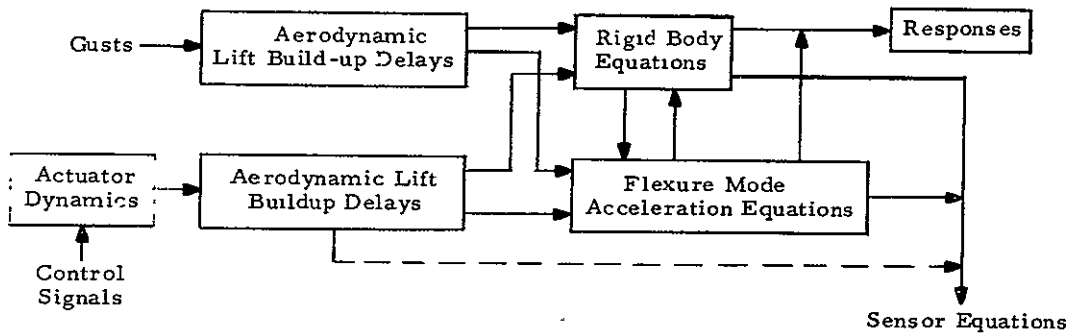 Gusts
Aerodynamic
Lift Build-up Delays
Rigid Body
Equations
Responses
Actuator
Dynamics
Aerodynamic Lift
Buildup Delays
Flexure Mode
Acceleration Equations
Control
Signals
Sensor Equations